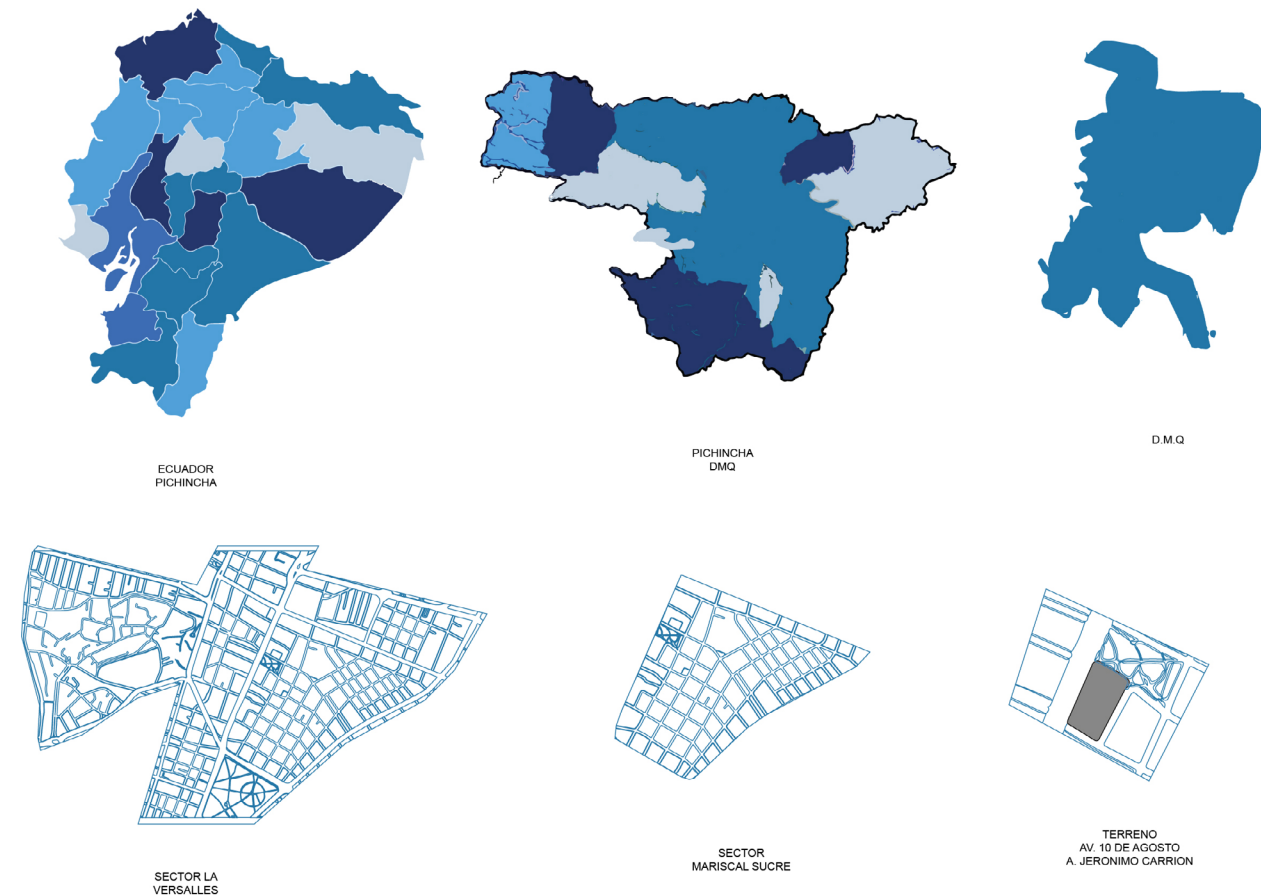 ECUADOR
PICHINCHA
PICHINCHA
DMQ
D.M.Q
SECTOR LA
VERSALLES
SECTOR
MARISCAL SUCRE
TERRENO
AV. 10 DE AGOSTO
A. JERONIMO CARRION